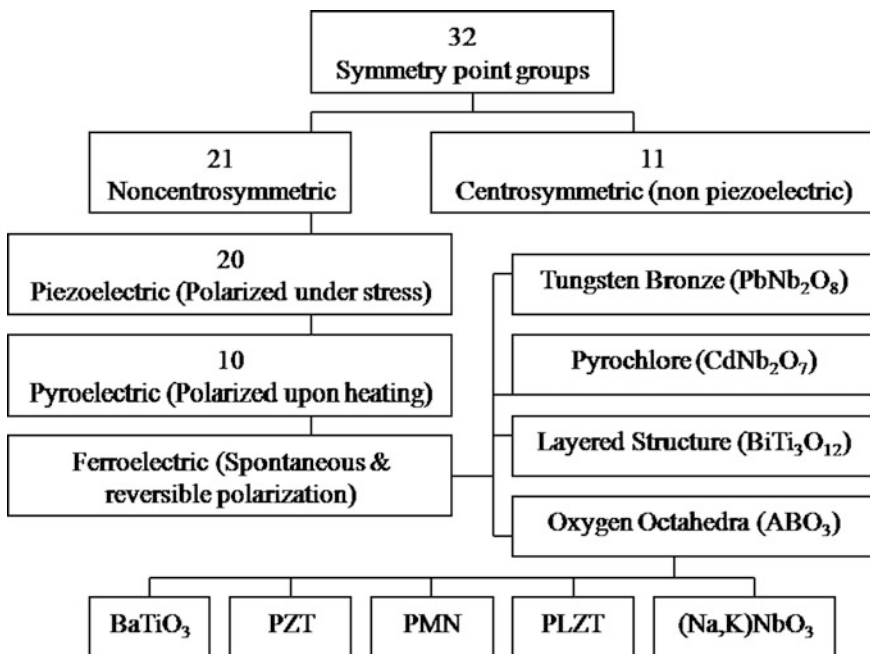 32
Symmetry point groups
21
Noncentrosymmetric
11
Centrosymmetric (non piezoelectric)
20
Piezoelectric (Polarized under stress)
10
Pyroelectric (Polarized upon heating)
Ferroelectric (Spontaneous &
reversible polarization)
Tungsten Bronze (PbNb₂O₈)
Pyrochlore (CdNb₂O₇)
Layered Structure (BiTi₃O₁₂)
Oxygen Octahedra (ABO₃)
BaTiO₃
PZT
PMN
PLZT
(Na,K)NbO₃